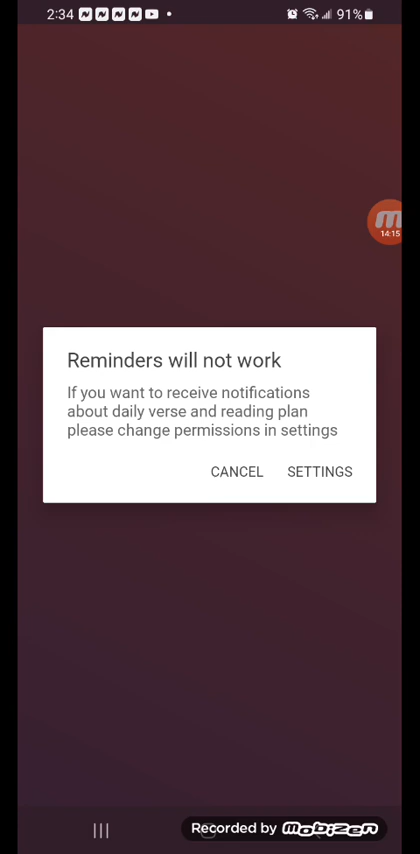 2:34
91%
14:15
Reminders will not work
If you want to receive notifications
about daily verse and reading plan
please change permissions in settings
CANCEL SETTINGS
Recorded by mobizen